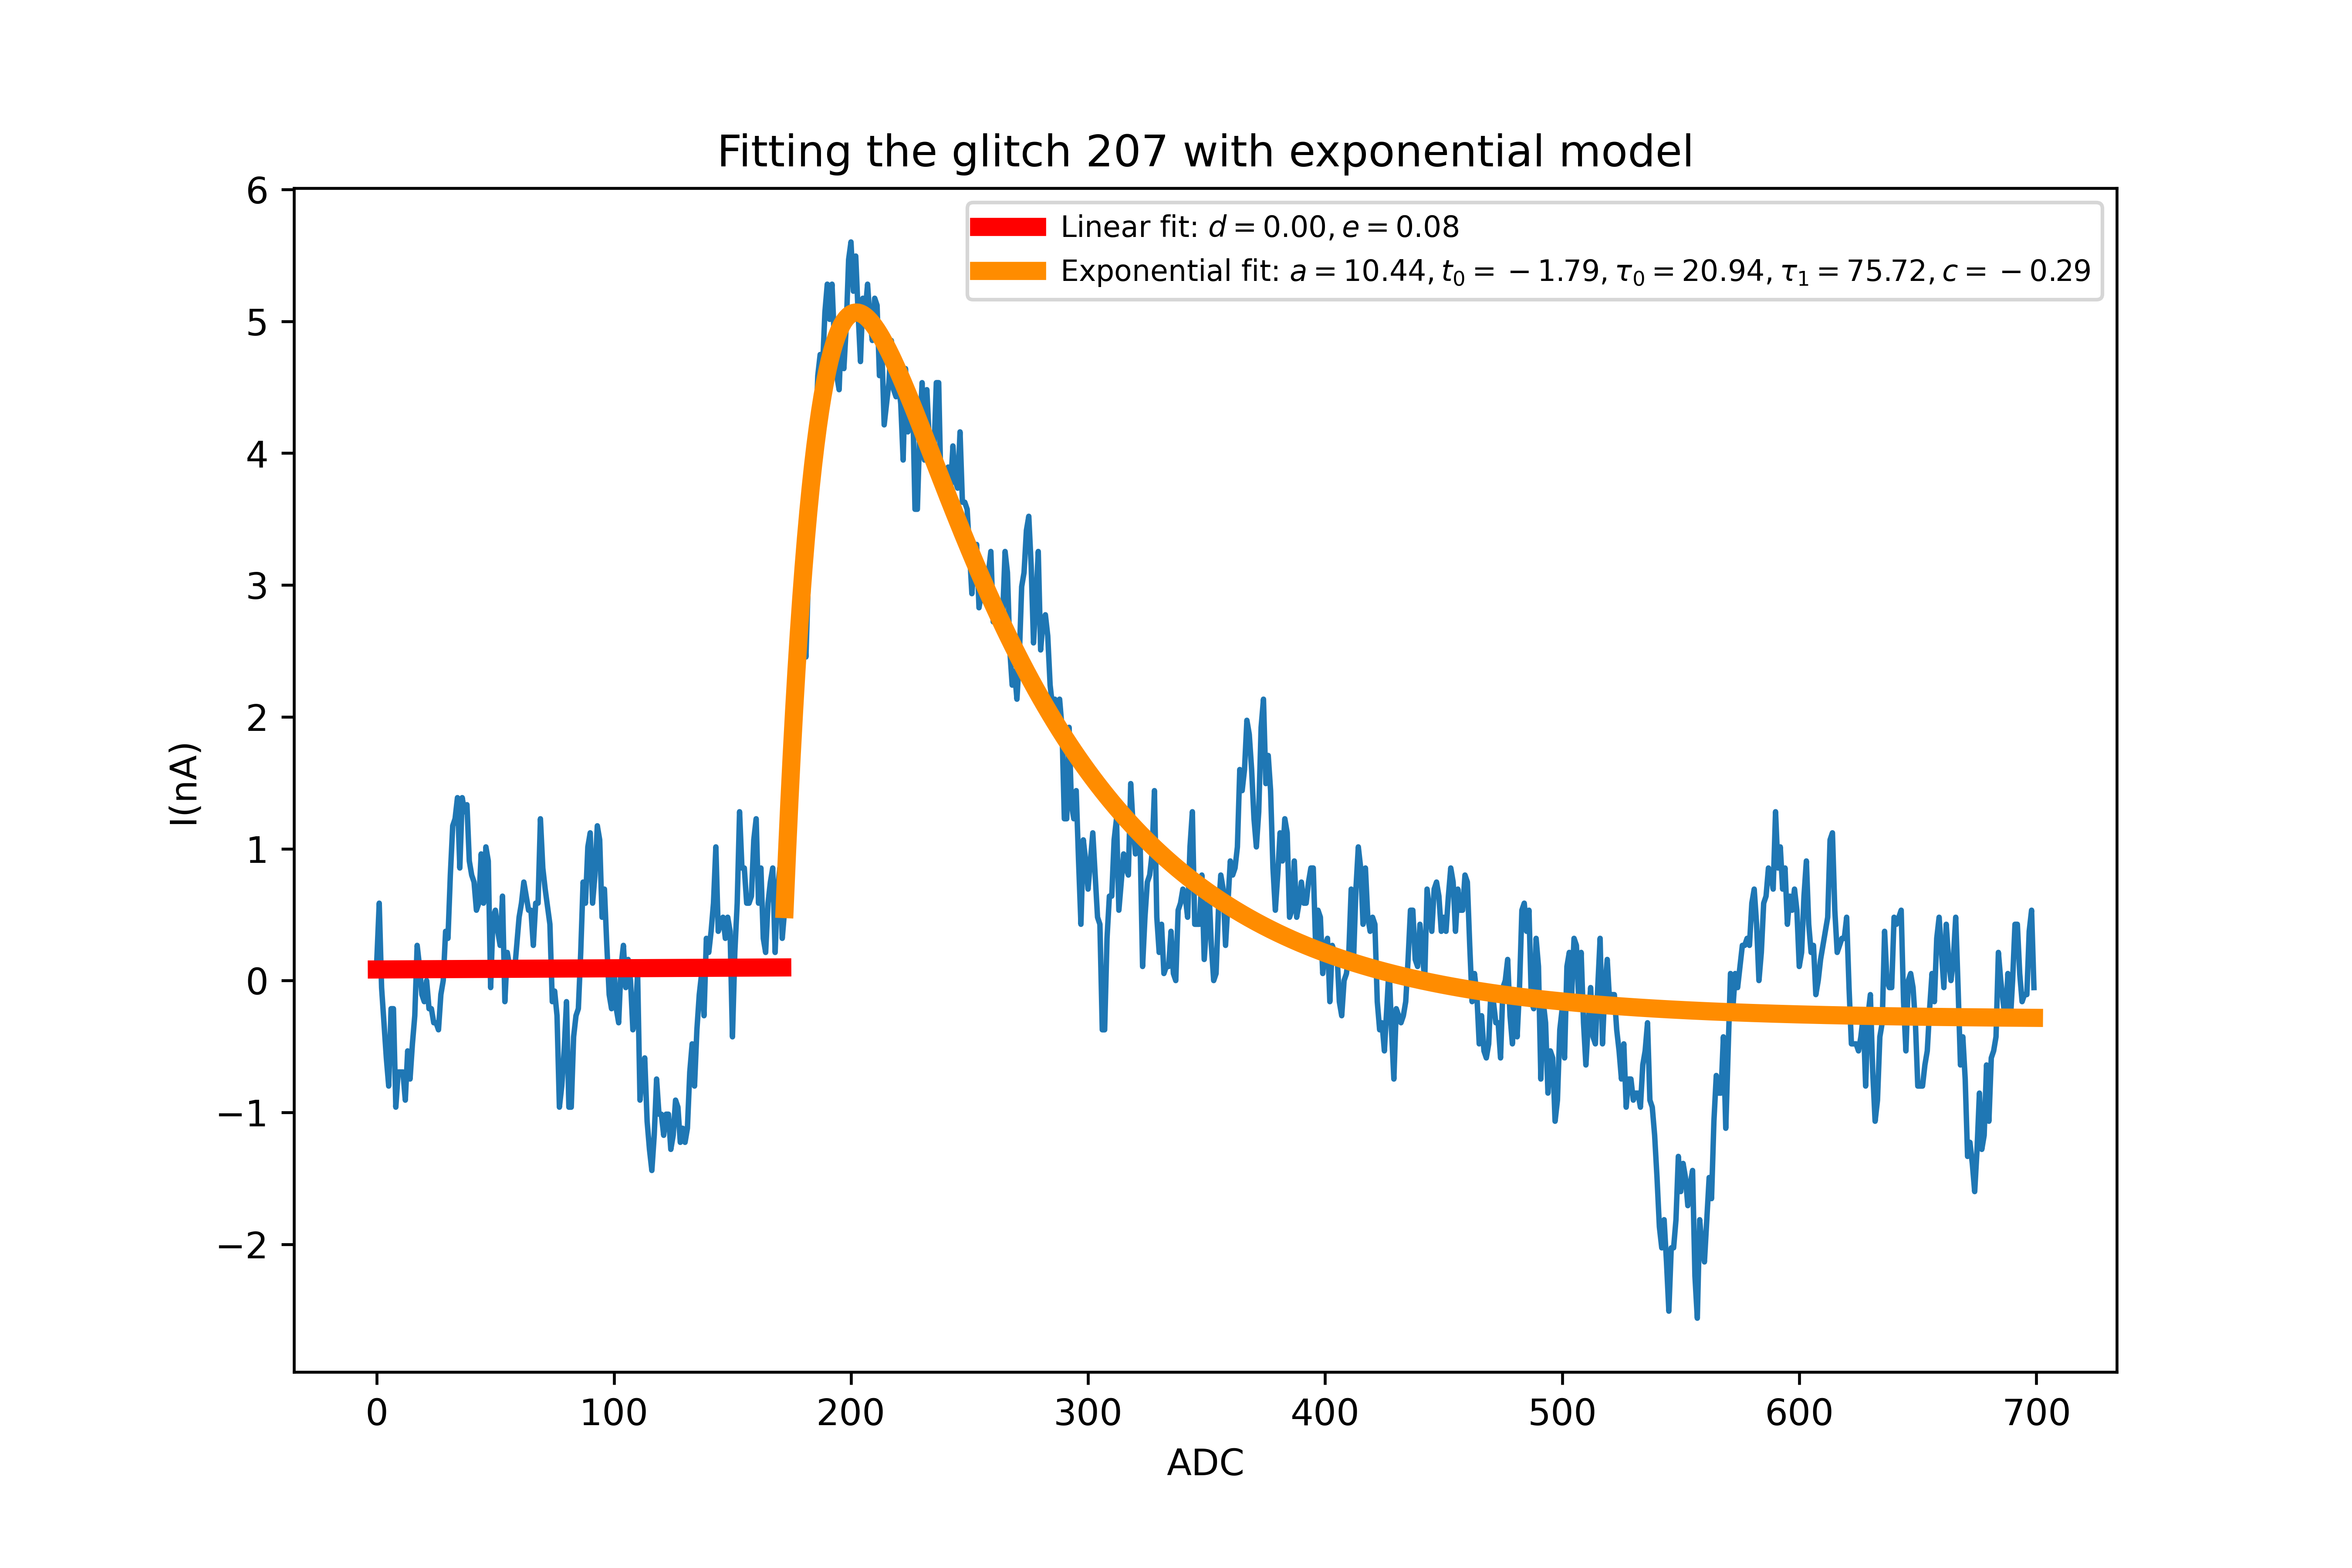 Fitting the glitch 207 with exponential model
Linear fit: d = 0.00, e = 0.08
Exponential fit: a = 10.44, t₀ = −1.79, τ₀ = 20.94, τ₁ = 75.72, c = −0.29
6
5
4
3
2
1
0
−1
−2
I(nA)
0 100 200 300 400 500 600 700
ADC